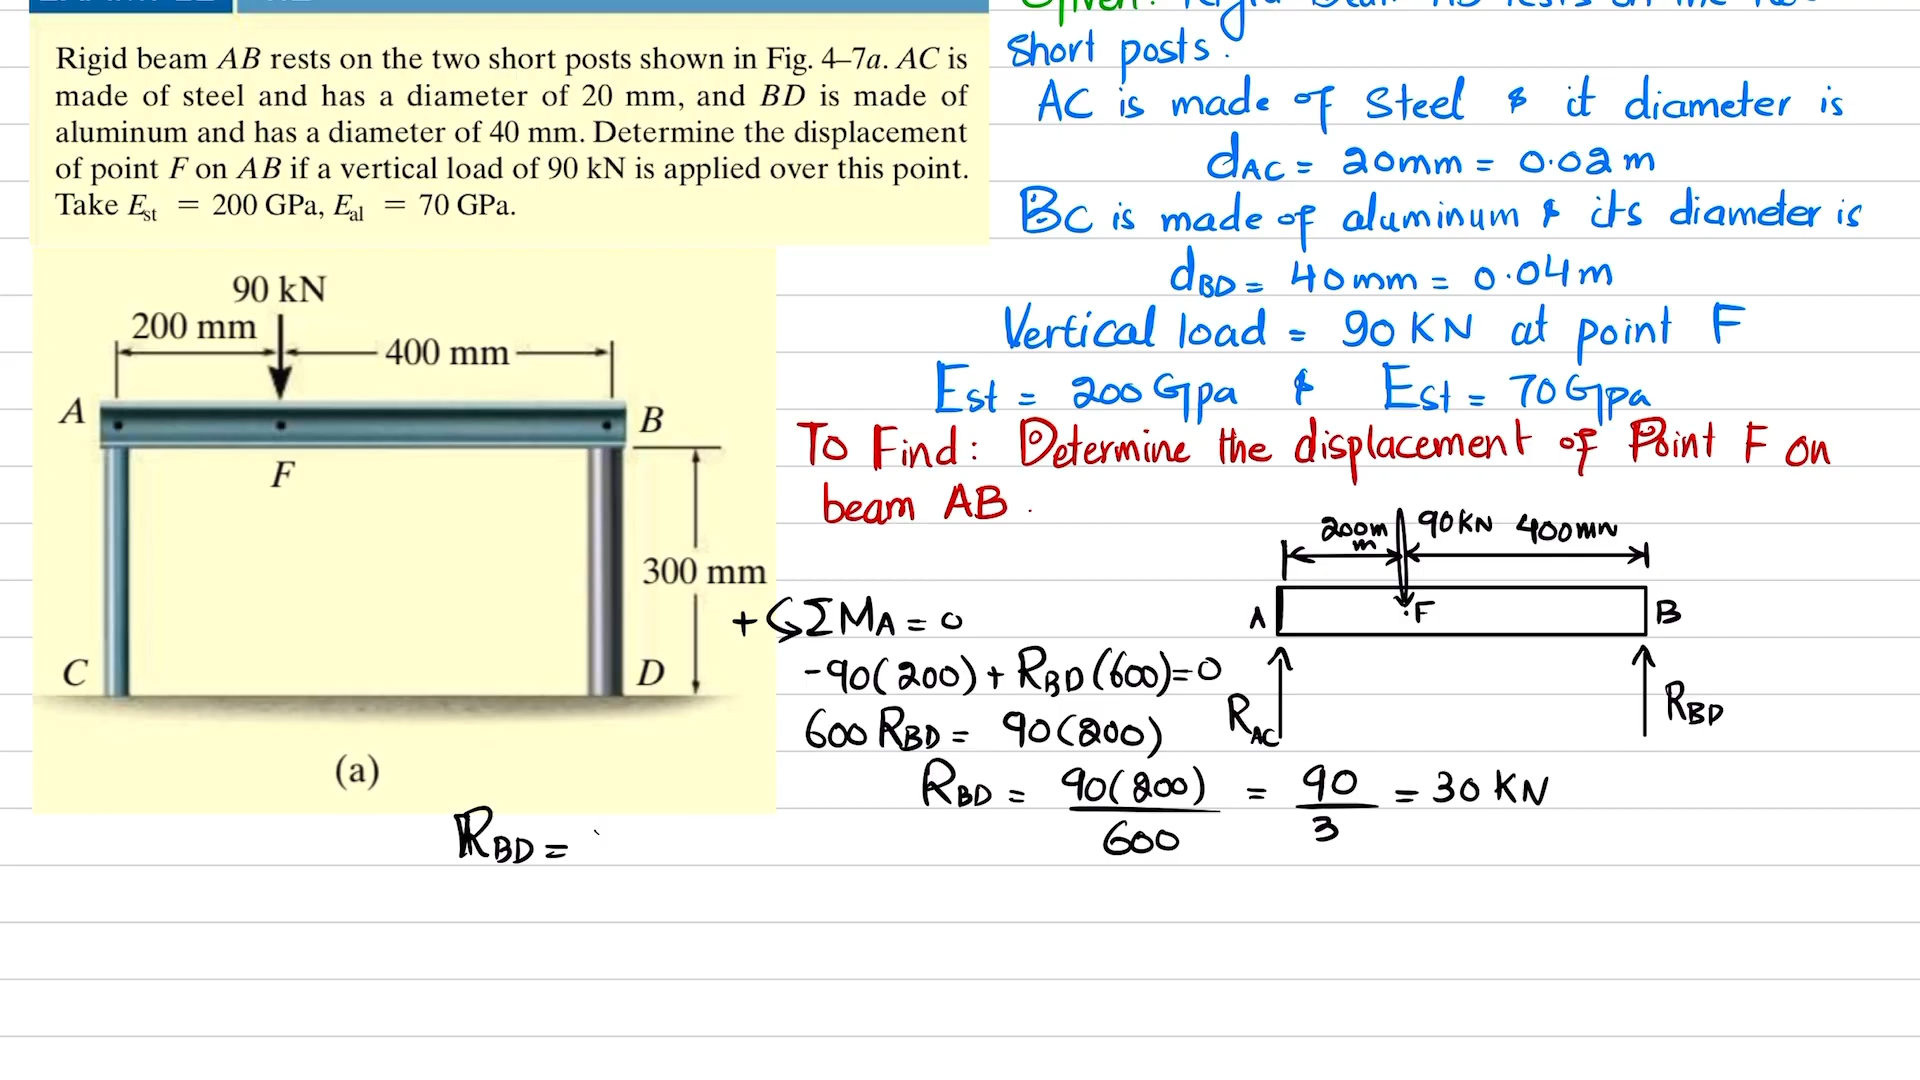 Rigid beam AB rests on the two short posts shown in Fig. 4–7a. AC is
made of steel and has a diameter of 20 mm, and BD is made of
aluminum and has a diameter of 40 mm. Determine the displacement
of point F on AB if a vertical load of 90 kN is applied over this point.
Take Est = 200 GPa, Eal = 70 GPa.
90 kN
200 mm
400 mm
A
B
F
300 mm
C
D
(a)
short posts.
AC is made of Steel & it diameter is
dAC = 20mm = 0.02m
BC is made of aluminum & its diameter is
dBD = 40mm = 0.04m
Vertical load = 90 KN at point F
Est = 200 Gpa & Est = 70 Gpa
To Find: Determine the displacement of Point F on
beam AB.
200mm
90KN
400mm
A
F
B
RAC
RBD
+ ↺ ΣMA = 0
-90(200) + RBD(600)=0
600 RBD = 90(200)
RBD = 90(200)/600 = 90/3 = 30 KN
RBD =